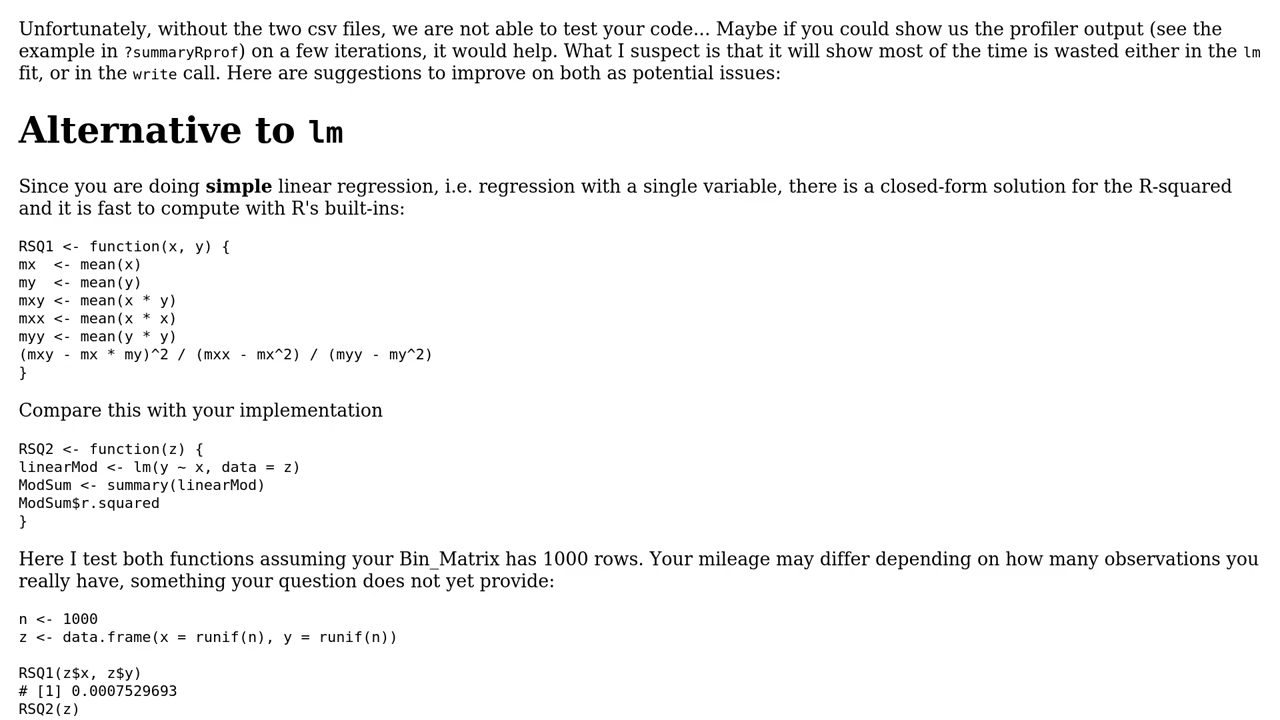 Unfortunately, without the two csv files, we are not able to test your code... Maybe if you could show us the profiler output (see the
example in ?summaryRprof) on a few iterations, it would help. What I suspect is that it will show most of the time is wasted either in the lm
fit, or in the write call. Here are suggestions to improve on both as potential issues:
Alternative to lm
Since you are doing simple linear regression, i.e. regression with a single variable, there is a closed-form solution for the R-squared
and it is fast to compute with R's built-ins:
RSQ1 <- function(x, y) {
mx  <- mean(x)
my  <- mean(y)
mxy <- mean(x * y)
mxx <- mean(x * x)
myy <- mean(y * y)
(mxy - mx * my)^2 / (mxx - mx^2) / (myy - my^2)
}
Compare this with your implementation
RSQ2 <- function(z) {
linearMod <- lm(y ~ x, data = z)
ModSum <- summary(linearMod)
ModSum$r.squared
}
Here I test both functions assuming your Bin_Matrix has 1000 rows. Your mileage may differ depending on how many observations you
really have, something your question does not yet provide:
n <- 1000
z <- data.frame(x = runif(n), y = runif(n))
RSQ1(z$x, z$y)
# [1] 0.0007529693
RSQ2(z)